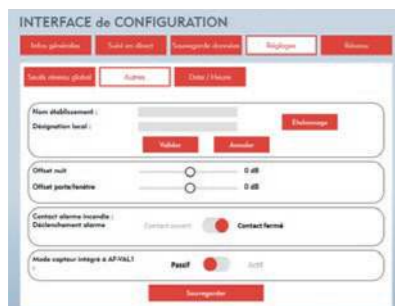 INTERFACE de CONFIGURATION
Infos générales Suivi en direct Sauvegarde données Réglages Réseau
Seuils niveau global Autres Date / Heure
Nom établissement :
Désignation local :
Etalonnage
Valider Annuler
Offset nuit 0 dB
Offset porte/fenêtre 0 dB
Contact alarme incendie :
Déclenchement alarme Contact ouvert Contact fermé
Mode capteur intégré à AF-VAL1
: Passif Actif
Sauvegarder